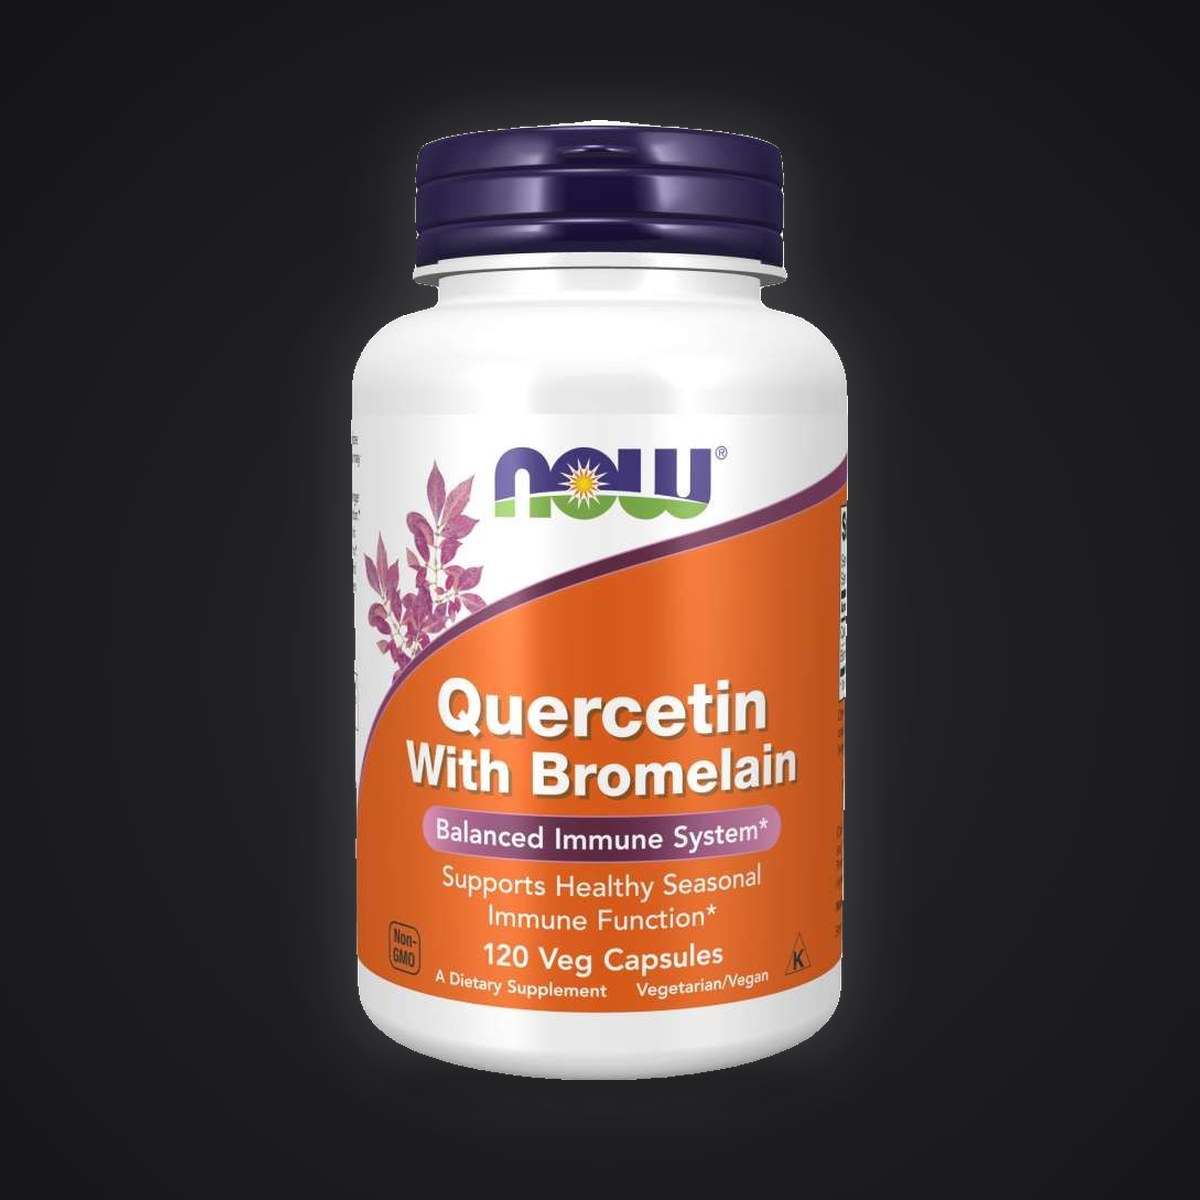 now®
Quercetin
With Bromelain
Balanced Immune System*
Supports Healthy Seasonal
Immune Function*
120 Veg Capsules
A Dietary Supplement Vegetarian/Vegan
Non-
GMO
K